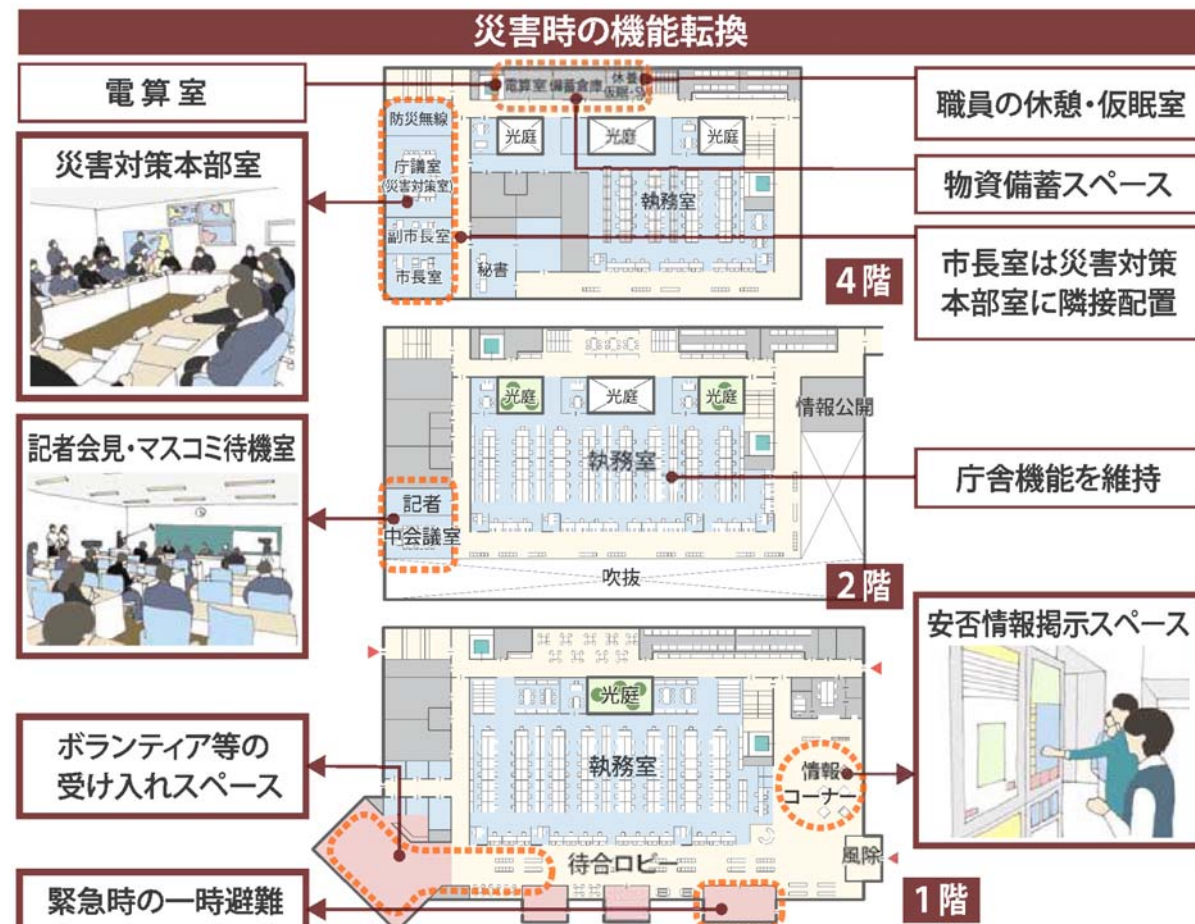 災害時の機能転換
電算室
災害対策本部室
記者会見・マスコミ待機室
ボランティア等の
受け入れスペース
緊急時の一時避難
電算室 備蓄倉庫
休養
防災無線
庁議室
(災害対策室)
副市長室
市長室
秘書
光庭
光庭
光庭
執務室
4階
光庭
光庭
光庭
情報公開
執務室
記者
中会議室
吹抜
2階
光庭
執務室
情報
コーナー
待合ロビー
風除
1階
職員の休憩・仮眠室
物資備蓄スペース
市長室は災害対策
本部室に隣接配置
庁舎機能を維持
安否情報掲示スペース